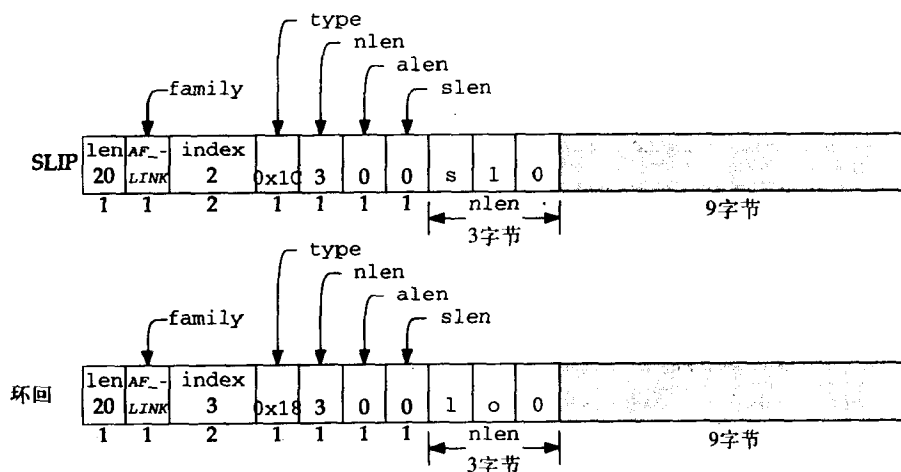 type
nlen
alen
family
slen
len AF_- index
SLIP
20 LINK 2 0x10 3 0 0 s l 0
1 1 2 1 1 1 1 nlen 9字节
3字节
type
nlen
alen
family slen
len AF_- index
环回
20 LINK 3 0x18 3 0 0 l o 0
1 1 2 1 1 1 1 nlen 9字节
3字节